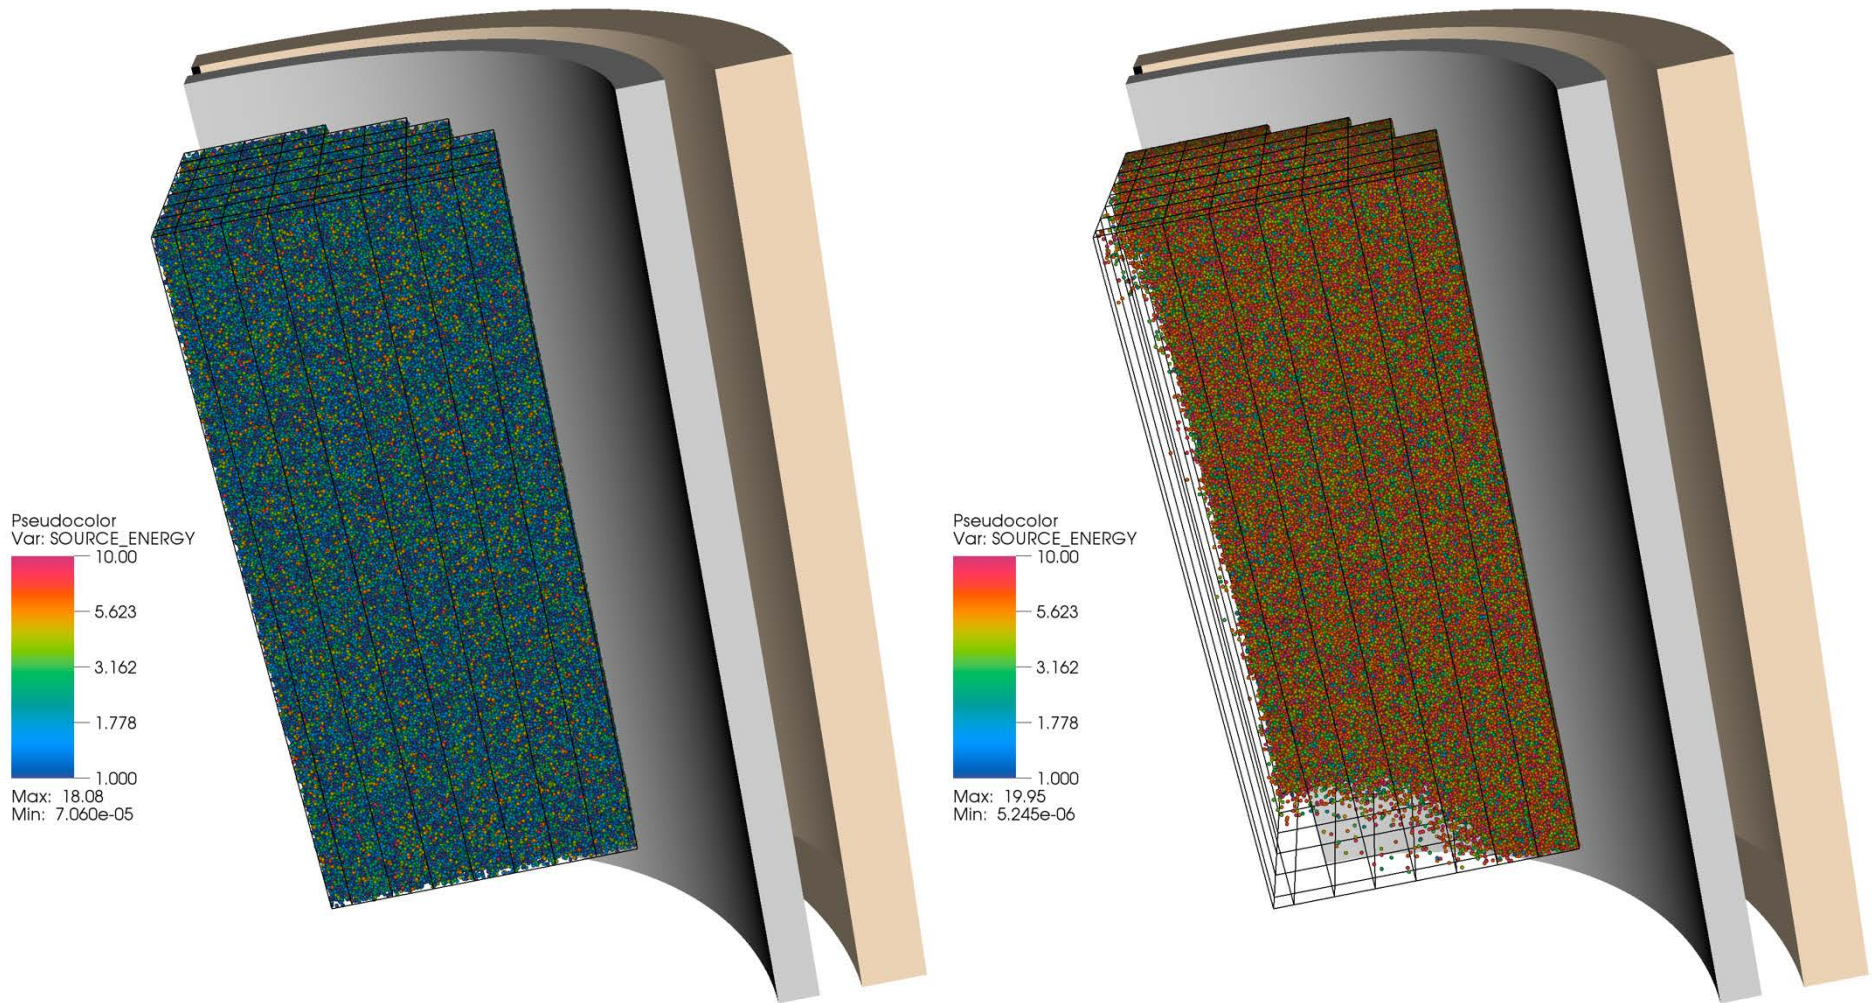 Pseudocolor
Var: SOURCE_ENERGY
10.00
5.623
3.162
1.778
1.000
Max: 18.08
Min: 7.060e-05
Pseudocolor
Var: SOURCE_ENERGY
10.00
5.623
3.162
1.778
1.000
Max: 19.95
Min: 5.245e-06